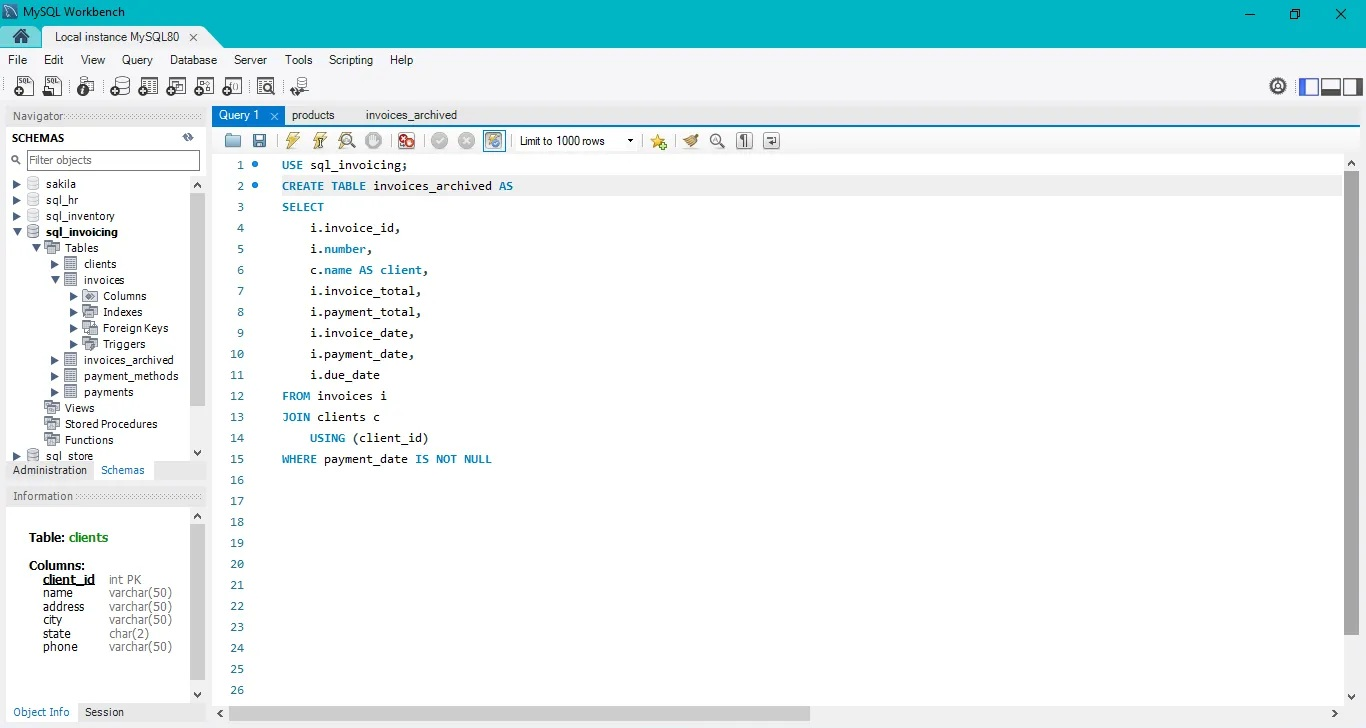 MySQL Workbench
Local instance MySQL80
File Edit View Query Database Server Tools Scripting Help
Navigator
SCHEMAS
Filter objects
sakila
sql_hr
sql_inventory
sql_invoicing
Tables
clients
invoices
Columns
Indexes
Foreign Keys
Triggers
invoices_archived
payment_methods
payments
Views
Stored Procedures
Functions
sql_store
Administration Schemas
Information
Table: clients
Columns:
client_id int PK
name varchar(50)
address varchar(50)
city varchar(50)
state char(2)
phone varchar(50)
Object Info Session
Query 1 products invoices_archived
Limit to 1000 rows
1 USE sql_invoicing;
2 CREATE TABLE invoices_archived AS
3 SELECT
4 i.invoice_id,
5 i.number,
6 c.name AS client,
7 i.invoice_total,
8 i.payment_total,
9 i.invoice_date,
10 i.payment_date,
11 i.due_date
12 FROM invoices i
13 JOIN clients c
14 USING (client_id)
15 WHERE payment_date IS NOT NULL
16
17
18
19
20
21
22
23
24
25
26